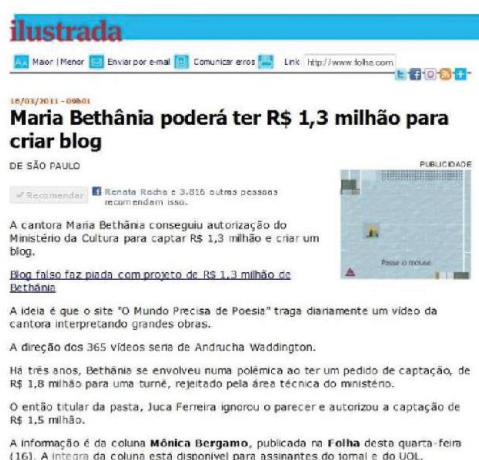 ilustrada
Maior | Menor Enviar por e-mail Comunicar erros Link http://www.folha.com
16/03/2011 - 09h01
Maria Bethânia poderá ter R$ 1,3 milhão para
criar blog
DE SÃO PAULO
PUBLICIDADE
Recomendar Renata Rocha e 3.816 outras pessoas
recomendam isso.
Passe o mouse
A cantora Maria Bethânia conseguiu autorização do
Ministério da Cultura para captar R$ 1,3 milhão e criar um
blog.
Blog falso faz piada com projeto de R$ 1,3 milhão de
Bethânia
A ideia é que o site "O Mundo Precisa de Poesia" traga diariamente um vídeo da
cantora interpretando grandes obras.
A direção dos 365 vídeos seria de Andrucha Waddington.
Há três anos, Bethânia se envolveu numa polêmica ao ter um pedido de captação, de
R$ 1,8 milhão para uma turnê, rejeitado pela área técnica do ministério.
O então titular da pasta, Juca Ferreira ignorou o parecer e autorizou a captação de
R$ 1,5 milhão.
A informação é da coluna Mônica Bergamo, publicada na Folha desta quarta-feira
(16). A íntegra da coluna está disponível para assinantes do jornal e do UOL.